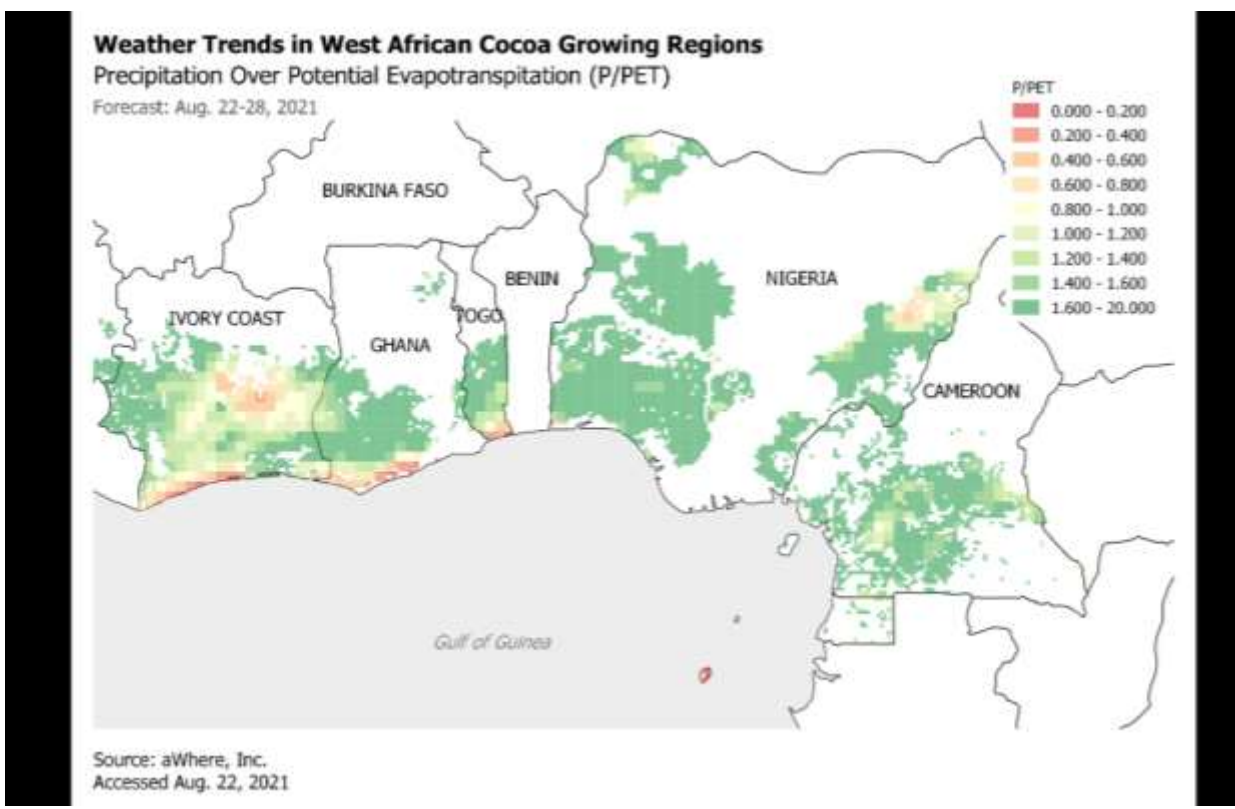 Weather Trends in West African Cocoa Growing Regions
Precipitation Over Potential Evapotranspitation (P/PET)
Forecast: Aug. 22-28, 2021
P/PET
0.000 - 0.200
0.200 - 0.400
0.400 - 0.600
0.600 - 0.800
0.800 - 1.000
1.000 - 1.200
1.200 - 1.400
1.400 - 1.600
1.600 - 20.000
BURKINA FASO
BENIN
NIGERIA
IVORY COAST
TOGO
GHANA
CAMEROON
Gulf of Guinea
Source: aWhere, Inc.
Accessed Aug. 22, 2021